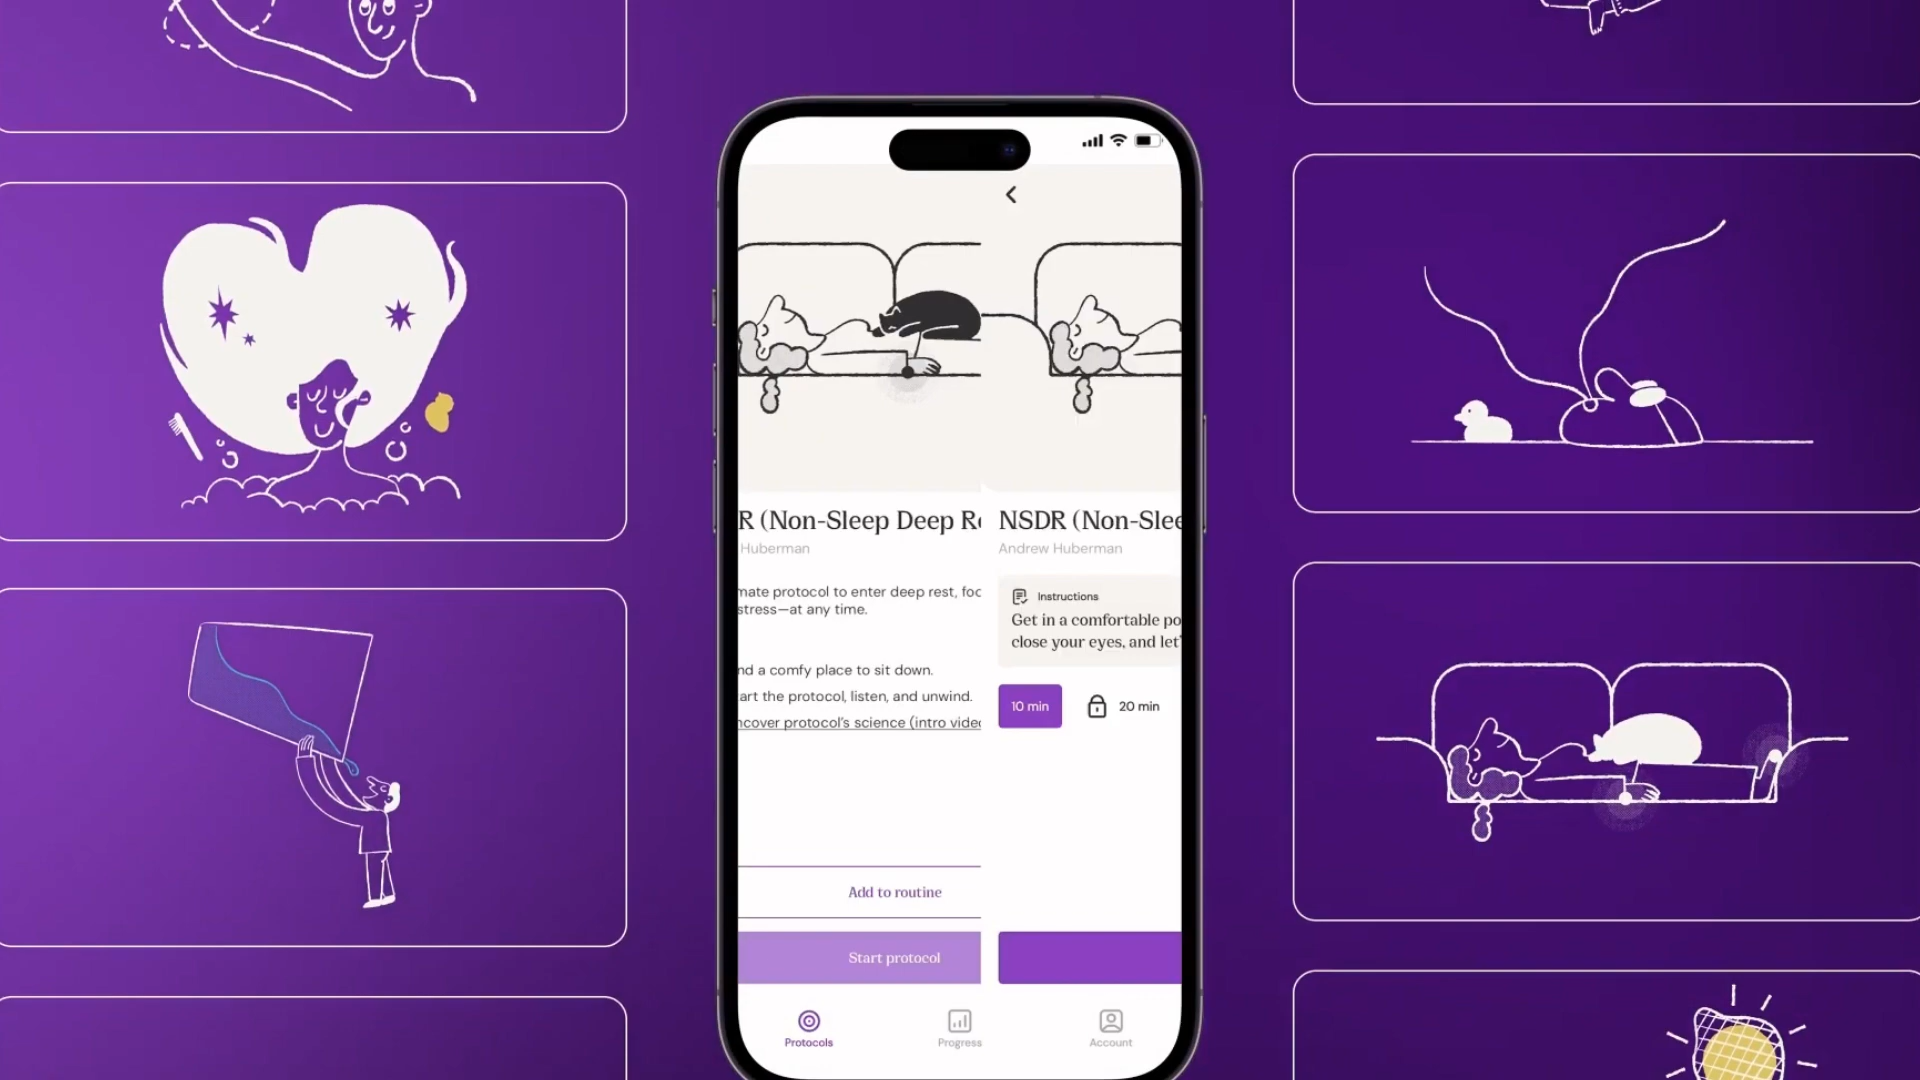 R (Non-Sleep Deep R
Huberman
mate protocol to enter deep rest, foc
stress—at any time.
nd a comfy place to sit down.
art the protocol, listen, and unwind.
ncover protocol's science (intro vide
Add to routine
Start protocol
NSDR (Non-Slee
Andrew Huberman
Instructions
Get in a comfortable po
close your eyes, and let'
10 min
20 min
Protocols
Progress
Account